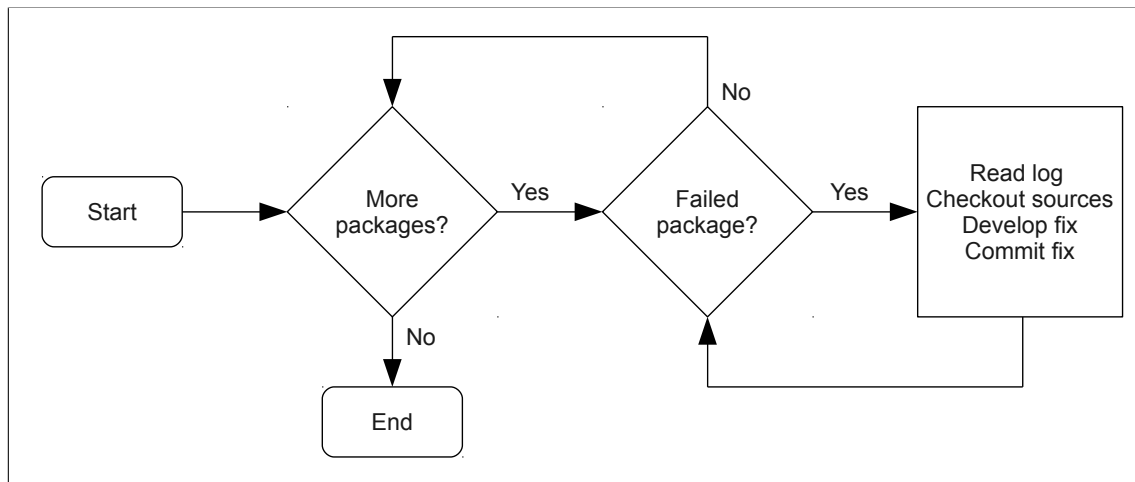 Start
More
packages?
Yes
No
End
Failed
package?
No
Yes
Read log
Checkout sources
Develop fix
Commit fix